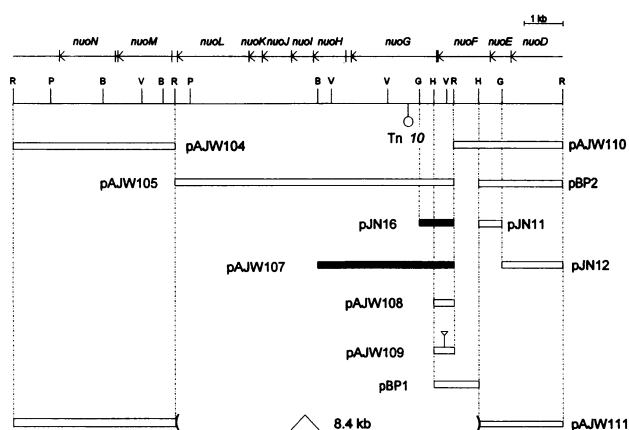 1 kb
nuoN nuoM nuoL nuoK nuoJ nuoI nuoH nuoG nuoF nuoE nuoD
R P B V B R P B V V G H V R H G R
Tn 10
pAJW104 pAJW110
pAJW105 pBP2
pJN16 pJN11
pAJW107 pJN12
pAJW108
pAJW109
pBP1
8.4 kb pAJW111